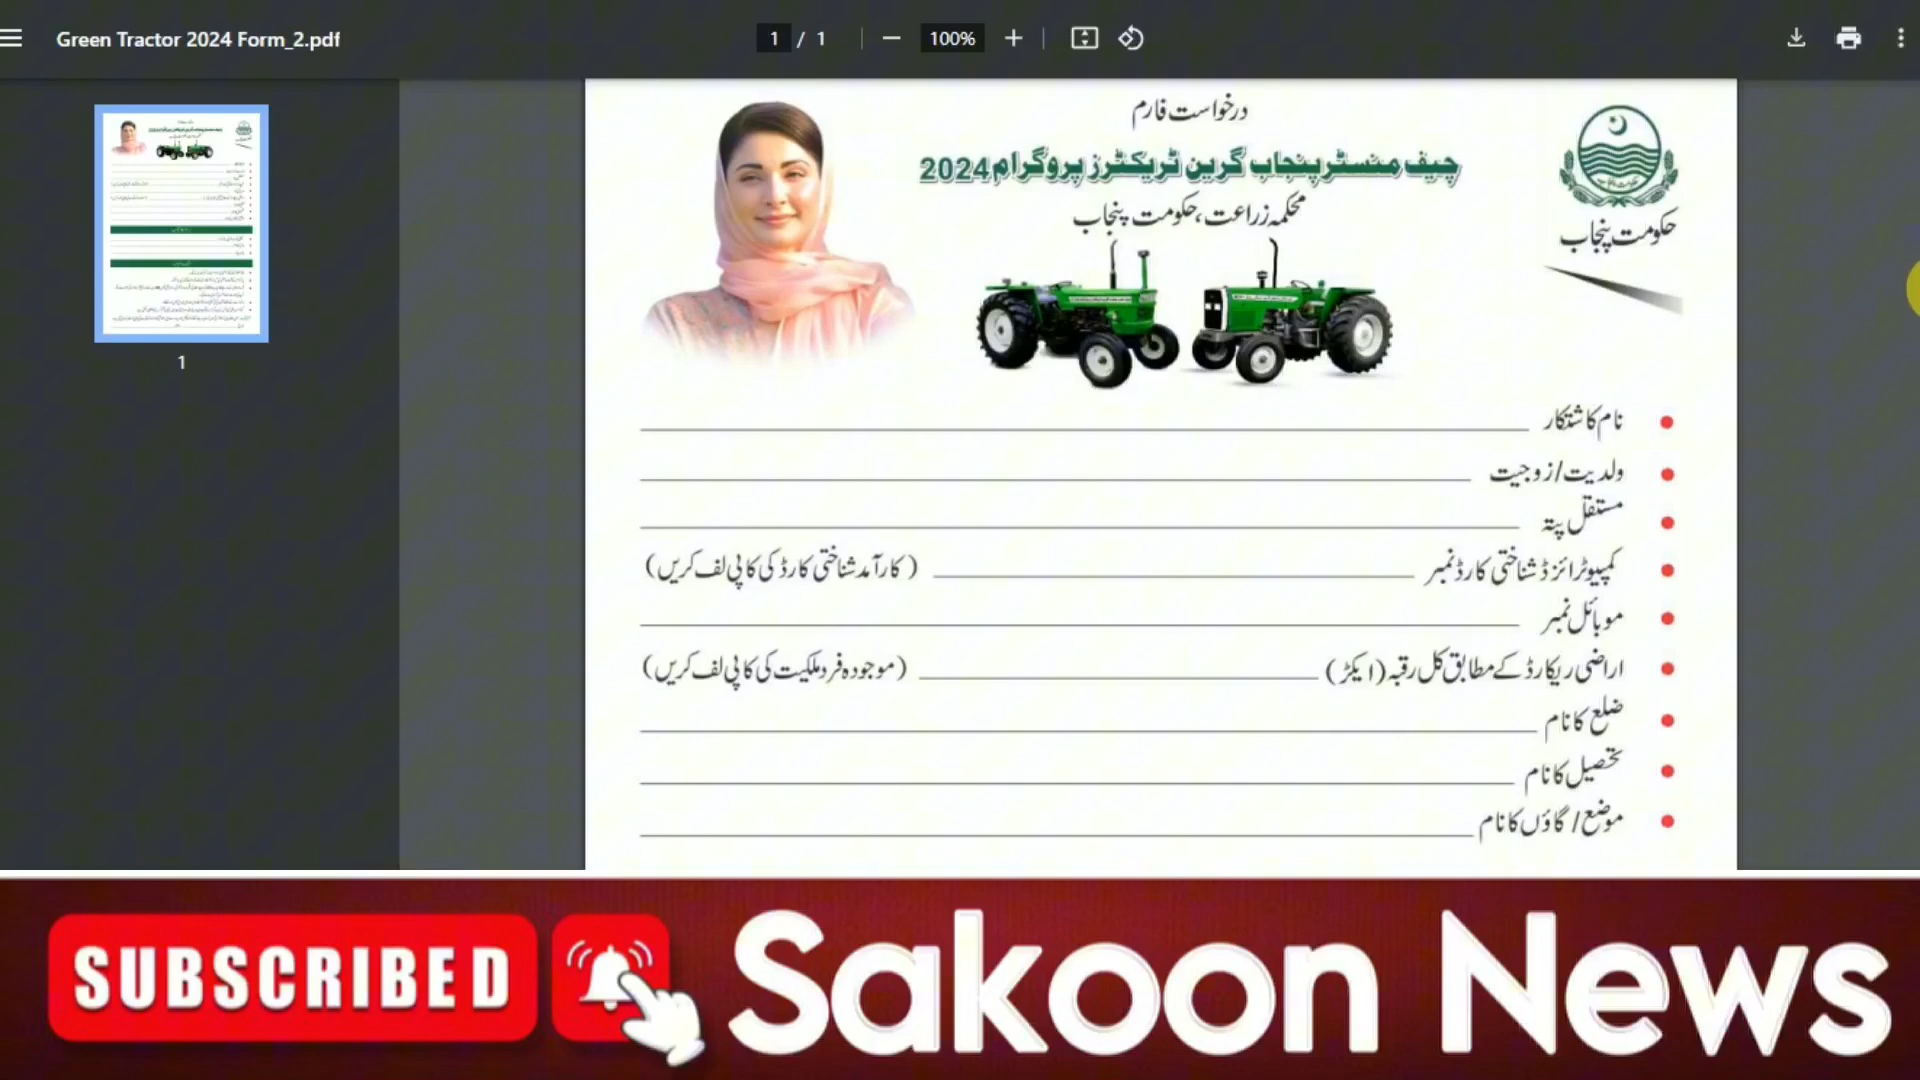 Green Tractor 2024 Form_2.pdf
1 / 1
100%
1
درخواست فارم
چیف منسٹر پنجاب گرین ٹریکٹرز پروگرام 2024
محکمہ زراعت، حکومت پنجاب
حکومت پنجاب
نام کاشتکار
ولدیت/زوجیت
مستقل پتہ
کمپیوٹرائزڈ شناختی کارڈ نمبر (کارآمد شناختی کارڈ کی کاپی لف کریں)
موبائل نمبر
اراضی ریکارڈ کے مطابق کل رقبہ (ایکڑ) (موجودہ فرد ملکیت کی کاپی لف کریں)
ضلع کا نام
تحصیل کا نام
موضع/گاؤں کا نام
SUBSCRIBED
Sakoon News